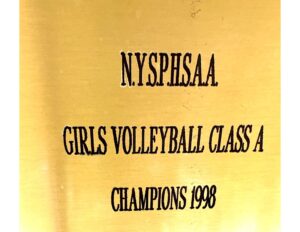 N.Y.S.P.H.S.A.A.
GIRLS VOLLEYBALL CLASS A
CHAMPIONS 1998